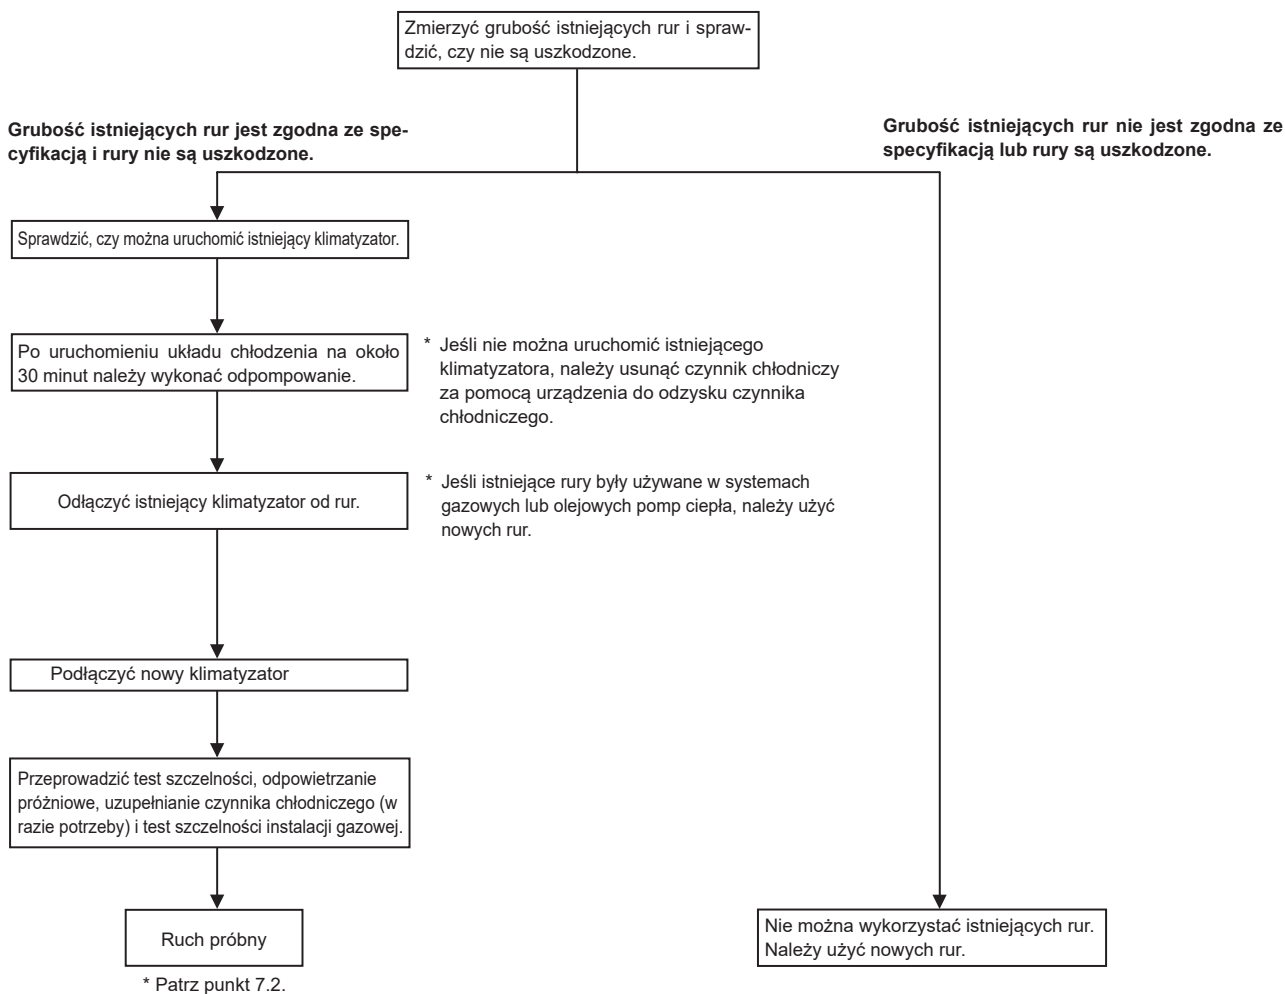 Zmierzyć grubość istniejących rur i spraw-
dzić, czy nie są uszkodzone.
Grubość istniejących rur jest zgodna ze spe-
cyfikacją i rury nie są uszkodzone.
Grubość istniejących rur nie jest zgodna ze
specyfikacją lub rury są uszkodzone.
Sprawdzić, czy można uruchomić istniejący klimatyzator.
Po uruchomieniu układu chłodzenia na około
30 minut należy wykonać odpompowanie.
* Jeśli nie można uruchomić istniejącego
klimatyzatora, należy usunąć czynnik chłodniczy
za pomocą urządzenia do odzysku czynnika
chłodniczego.
Odłączyć istniejący klimatyzator od rur.
* Jeśli istniejące rury były używane w systemach
gazowych lub olejowych pomp ciepła, należy użyć
nowych rur.
Podłączyć nowy klimatyzator
Przeprowadzić test szczelności, odpowietrzanie
próżniowe, uzupełnianie czynnika chłodniczego (w
razie potrzeby) i test szczelności instalacji gazowej.
Ruch próbny
* Patrz punkt 7.2.
Nie można wykorzystać istniejących rur.
Należy użyć nowych rur.